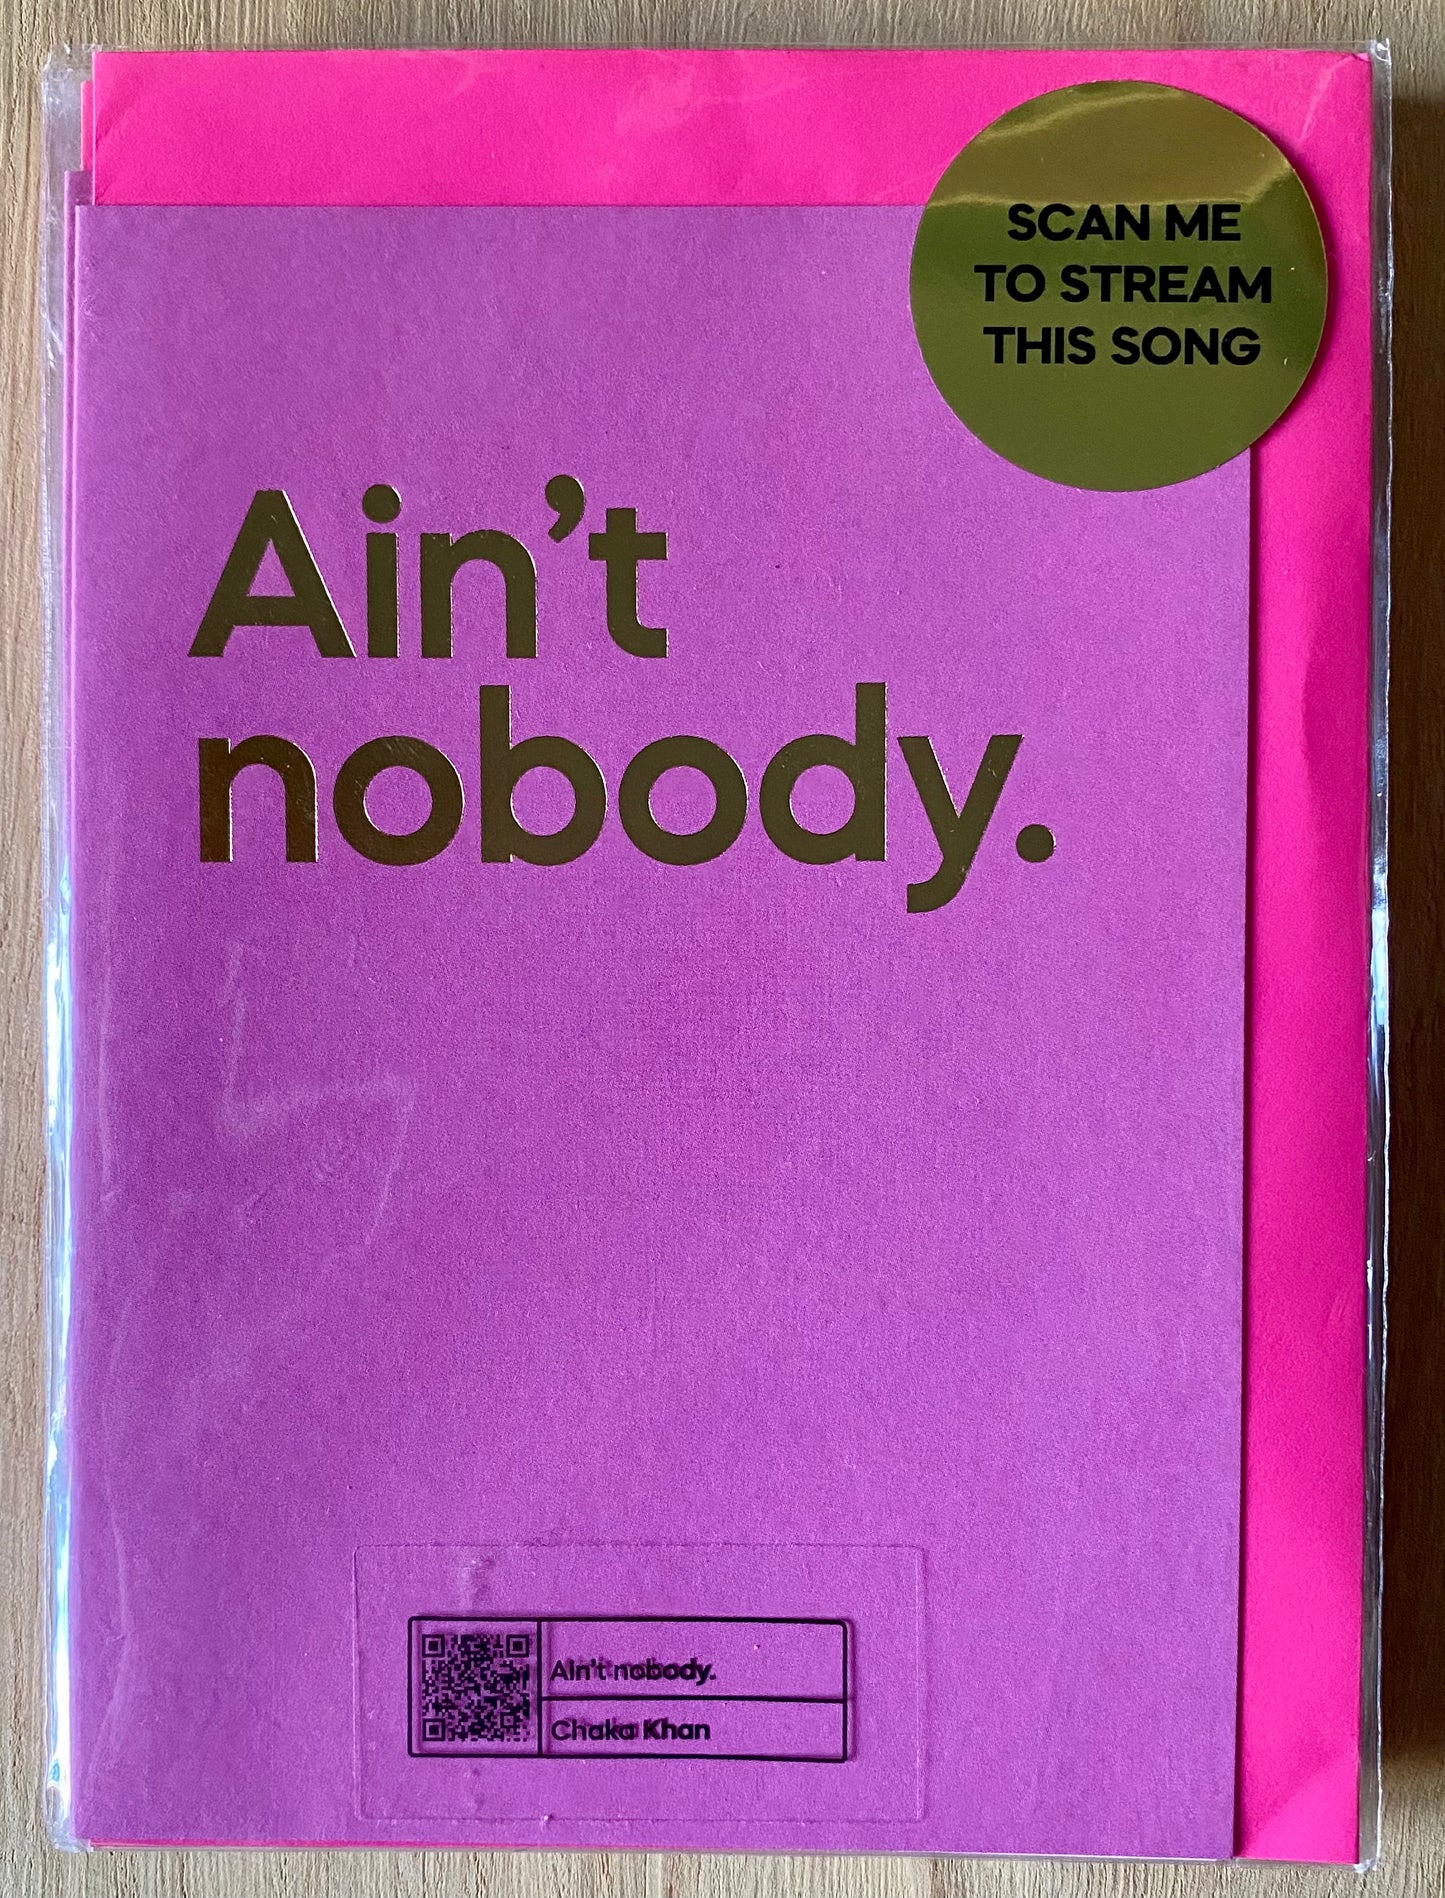 SCAN ME
TO STREAM
THIS SONG
Ain't
nobody.
Ain't nobody.
Chaka Khan